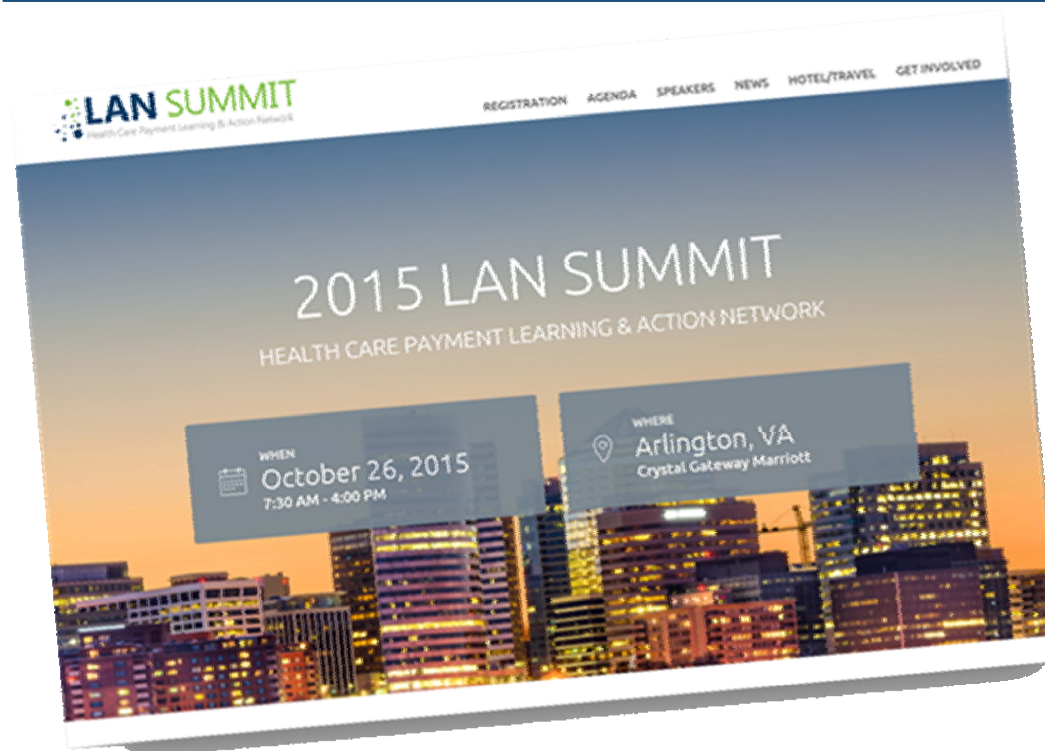 LAN SUMMIT
Health Care Payment Learning & Action Network
REGISTRATION AGENDA SPEAKERS NEWS HOTEL/TRAVEL GET INVOLVED
2015 LAN SUMMIT
HEALTH CARE PAYMENT LEARNING & ACTION NETWORK
WHEN
October 26, 2015
7:30 AM - 4:00 PM
WHERE
Arlington, VA
Crystal Gateway Marriott